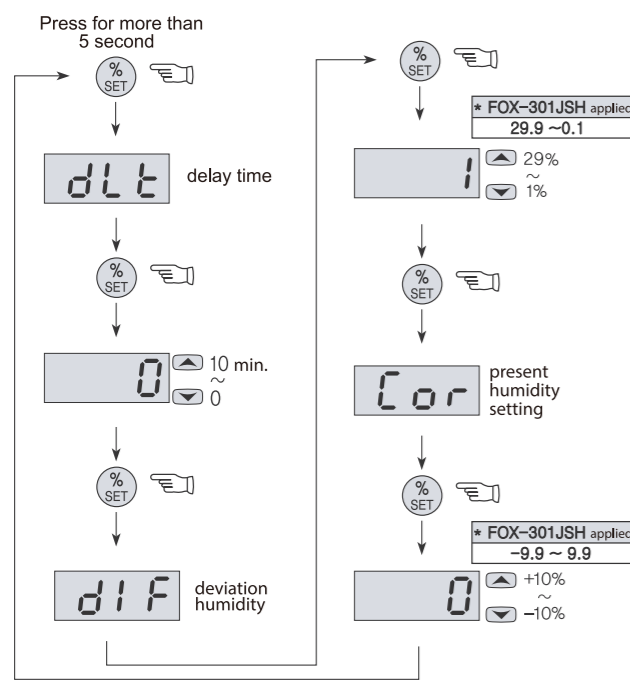 Press for more than
5 second
%
SET
dLt
delay time
%
SET
0
10 min.
~
0
%
SET
dIF
deviation
humidity
%
SET
* FOX-301JSH applied
29.9 ~0.1
1
29%
~
1%
%
SET
Cor
present
humidity
setting
%
SET
* FOX-301JSH applied
-9.9 ~ 9.9
0
+10%
~
-10%